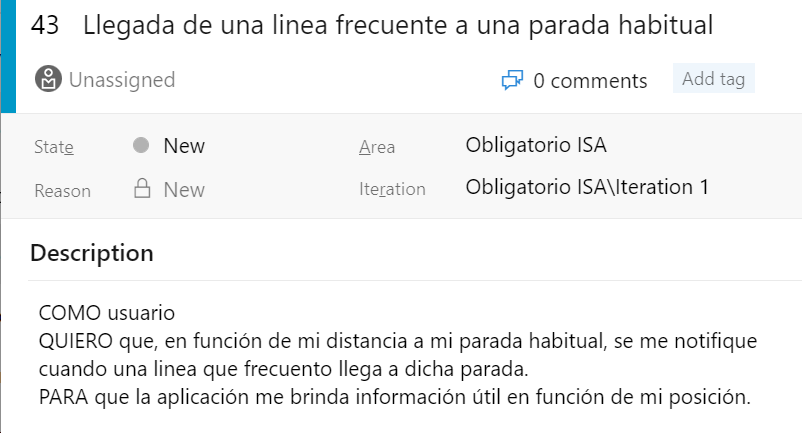 43 Llegada de una linea frecuente a una parada habitual
Unassigned 0 comments Add tag
State New Area Obligatorio ISA
Reason New Iteration Obligatorio ISA\Iteration 1
Description
COMO usuario
QUIERO que, en función de mi distancia a mi parada habitual, se me notifique
cuando una linea que frecuento llega a dicha parada.
PARA que la aplicación me brinda información útil en función de mi posición.